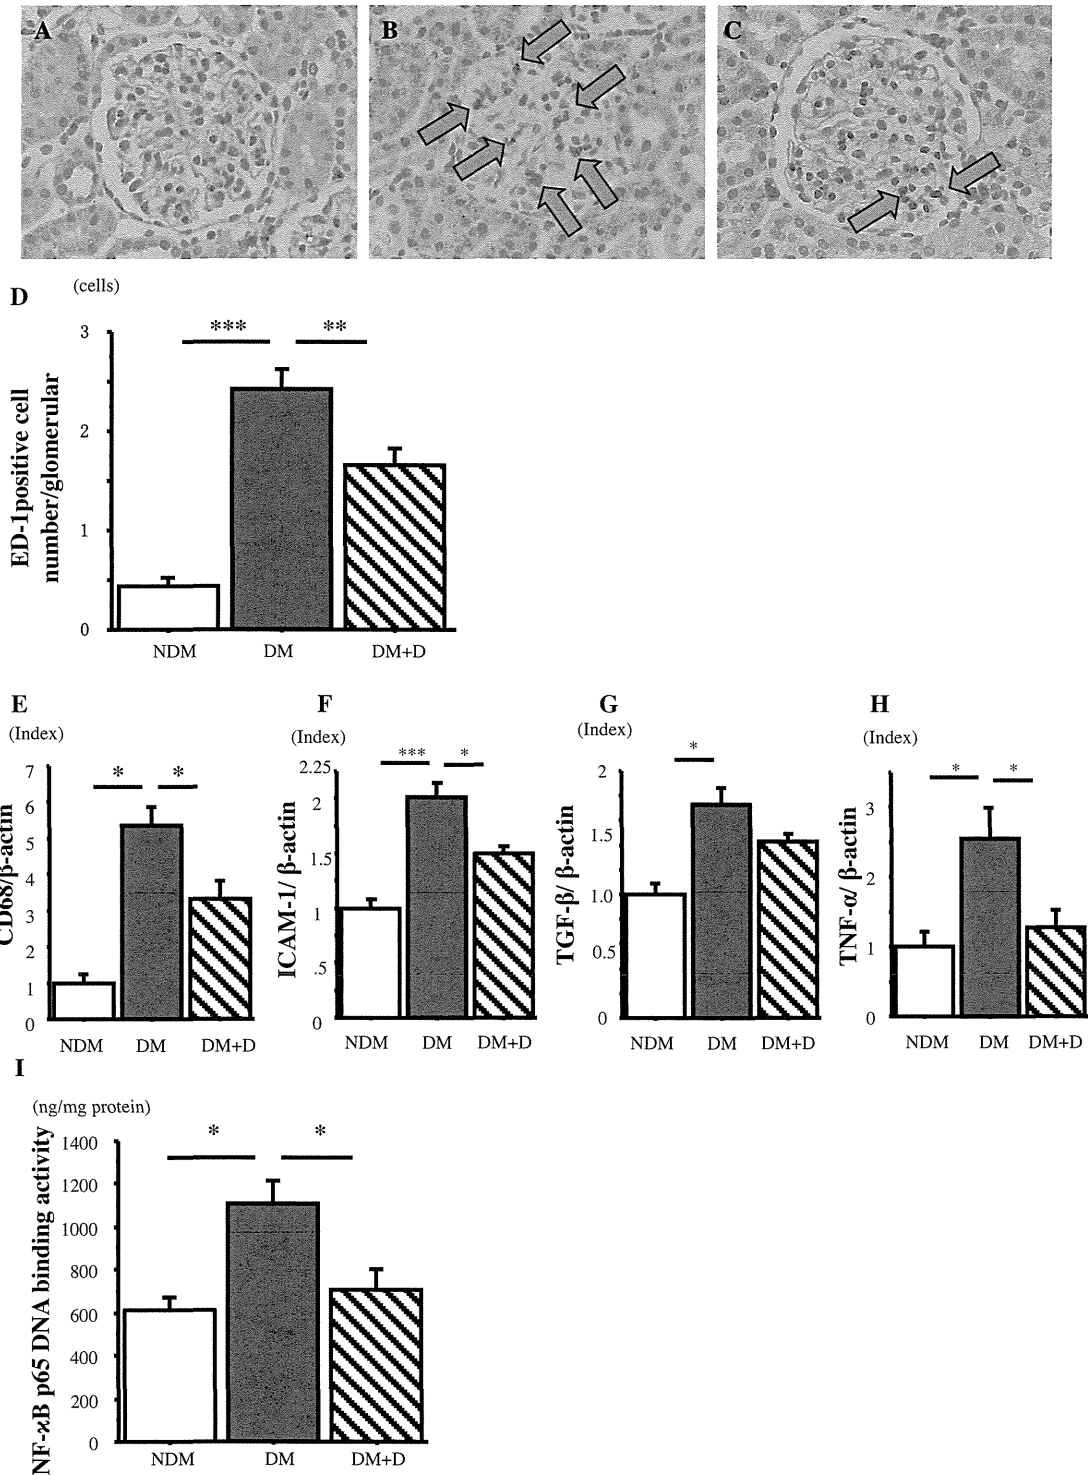 A
B
C
D
(cells)
*** **
3
2
1
0
ED-1positive cell
number/glomerular
NDM DM DM+D
E
(Index)
* *
7
6
5
4
3
2
1
0
CD68/β-actin
NDM DM DM+D
F
(Index)
*** *
2.25
2
1.5
1
.5
0
ICAM-1/ β-actin
NDM DM DM+D
G
(Index)
*
2
1.5
1.0
0.5
0
TGF-β/ β-actin
NDM DM DM+D
H
(Index)
* *
3
2
1
0
TNF-α/ β-actin
NDM DM DM+D
I
(ng/mg protein)
* *
1400
1200
1000
800
600
400
200
0
NF-κB p65 DNA binding activity
NDM DM DM+D